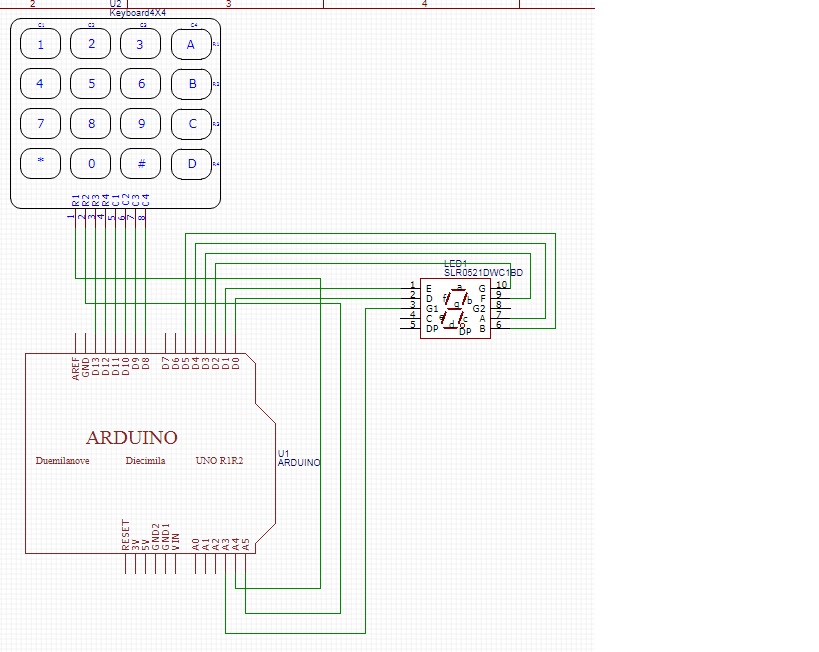 2 U2 3 4
Keyboard4X4
C1 C2 C3 C4
1 2 3 A R1
4 5 6 B R2
7 8 9 C R3
* 0 # D R4
R1 R2 R3 R4 C1 C2 C3 C4
1 2 3 4 5 6 7 8
LED1
SLR0521DWC1BD
1 E a G 10
2 D f b F 9
3 G1 g G2 8
4 C e c A 7
5 DP d DP B 6
AREF GND D13 D12 D11 D10 D9 D8 D7 D6 D5 D4 D3 D2 D1 D0
ARDUINO
Duemilanove Diecimila UNO R1R2
U1
ARDUINO
RESET 3V 5V GND2 GND1 VIN A0 A1 A2 A3 A4 A5